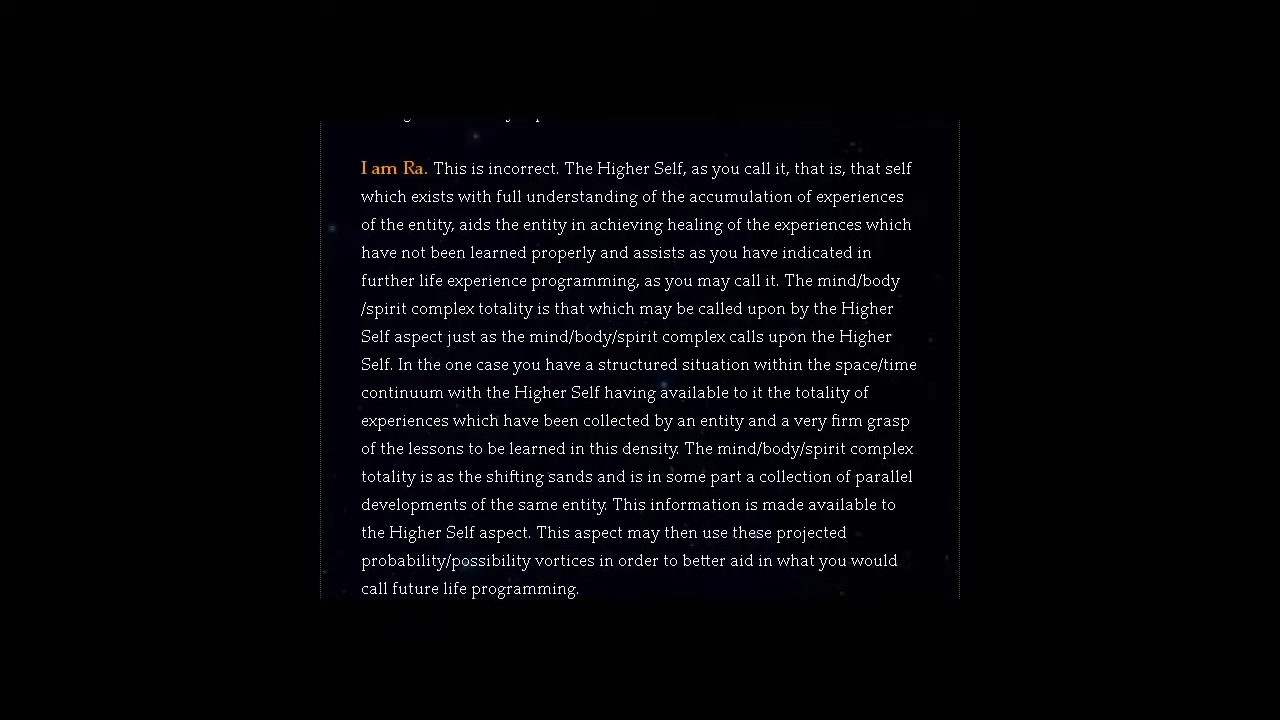 I am Ra. This is incorrect. The Higher Self, as you call it, that is, that self
which exists with full understanding of the accumulation of experiences
of the entity, aids the entity in achieving healing of the experiences which
have not been learned properly and assists as you have indicated in
further life experience programming, as you may call it. The mind/body
/spirit complex totality is that which may be called upon by the Higher
Self aspect just as the mind/body/spirit complex calls upon the Higher
Self. In the one case you have a structured situation within the space/time
continuum with the Higher Self having available to it the totality of
experiences which have been collected by an entity and a very firm grasp
of the lessons to be learned in this density. The mind/body/spirit complex
totality is as the shifting sands and is in some part a collection of parallel
developments of the same entity. This information is made available to
the Higher Self aspect. This aspect may then use these projected
probability/possibility vortices in order to better aid in what you would
call future life programming.